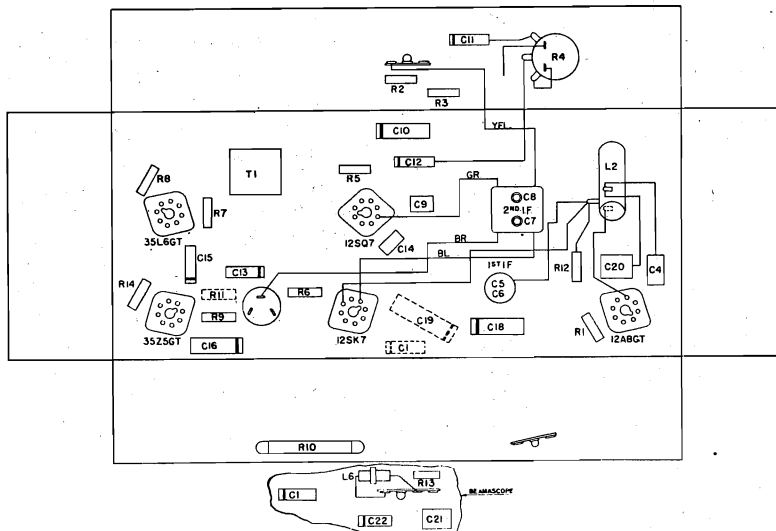 C11
R4
R2
R3
YEL
C10
C12
L2
R8
T1
R5
GR
C9
C8
2ND. IF
C7
R7
35L6GT
12SQ7
C14
BR
C15
C13
BL
1ST IF
C5
C6
R12
C20
C4
R14
R11
R6
R9
C19
C18
R1
35Z5GT
12SK7
12A8GT
C16
C1
R10
L6
R13
BEAMASCOPE
C1
C22
C21